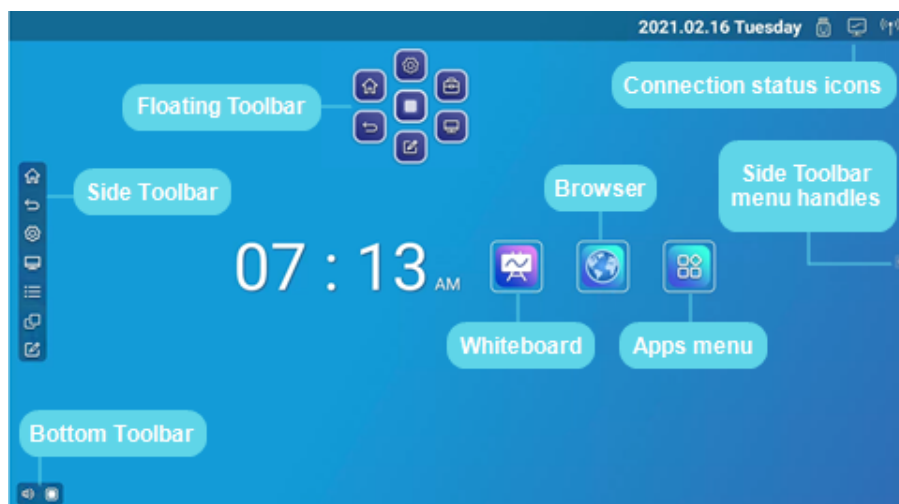 2021.02.16 Tuesday
Connection status icons
Floating Toolbar
Side Toolbar
Browser
Side Toolbar
menu handles
07 : 13 AM
Whiteboard
Apps menu
Bottom Toolbar